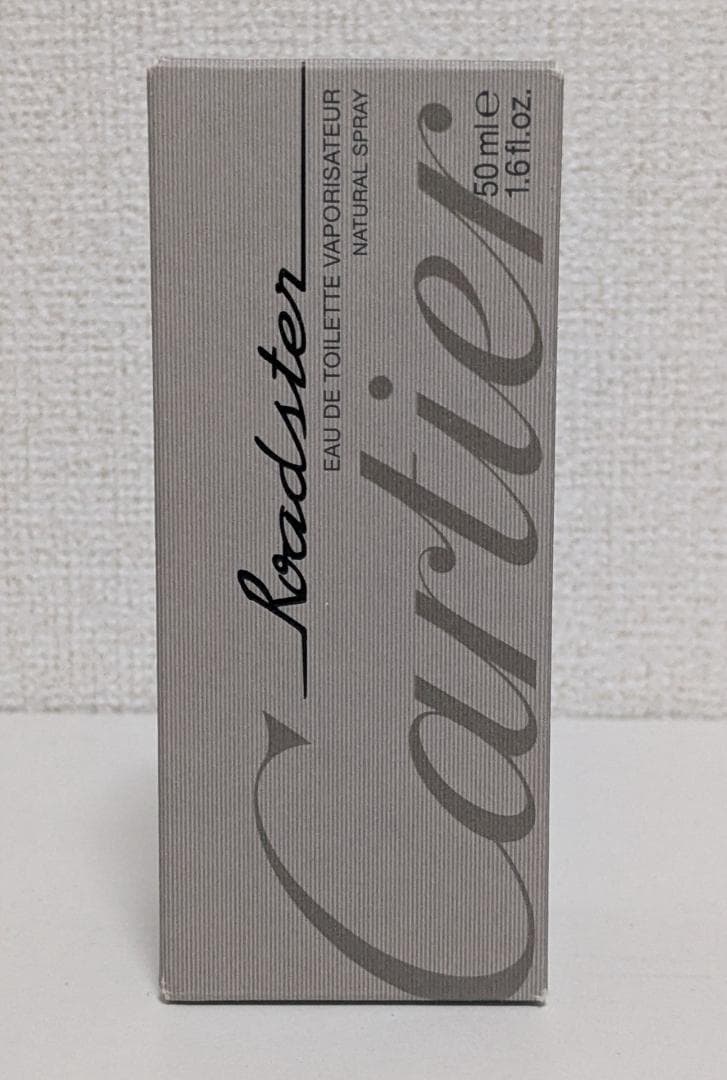 Roadster
EAU DE TOILETTE VAPORISATEUR
NATURAL SPRAY
Cartier
50 ml e
1.6 fl.oz.